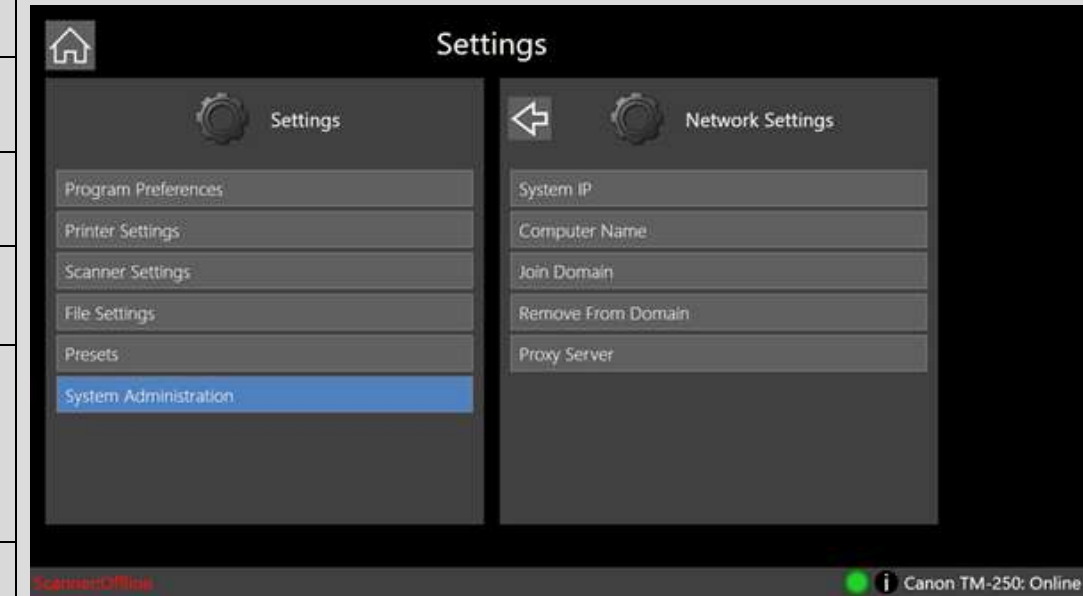 Settings
Settings
Program Preferences
Printer Settings
Scanner Settings
File Settings
Presets
System Administration
Network Settings
System IP
Computer Name
Join Domain
Remove From Domain
Proxy Server
Scanner:Offline
i Canon TM-250: Online